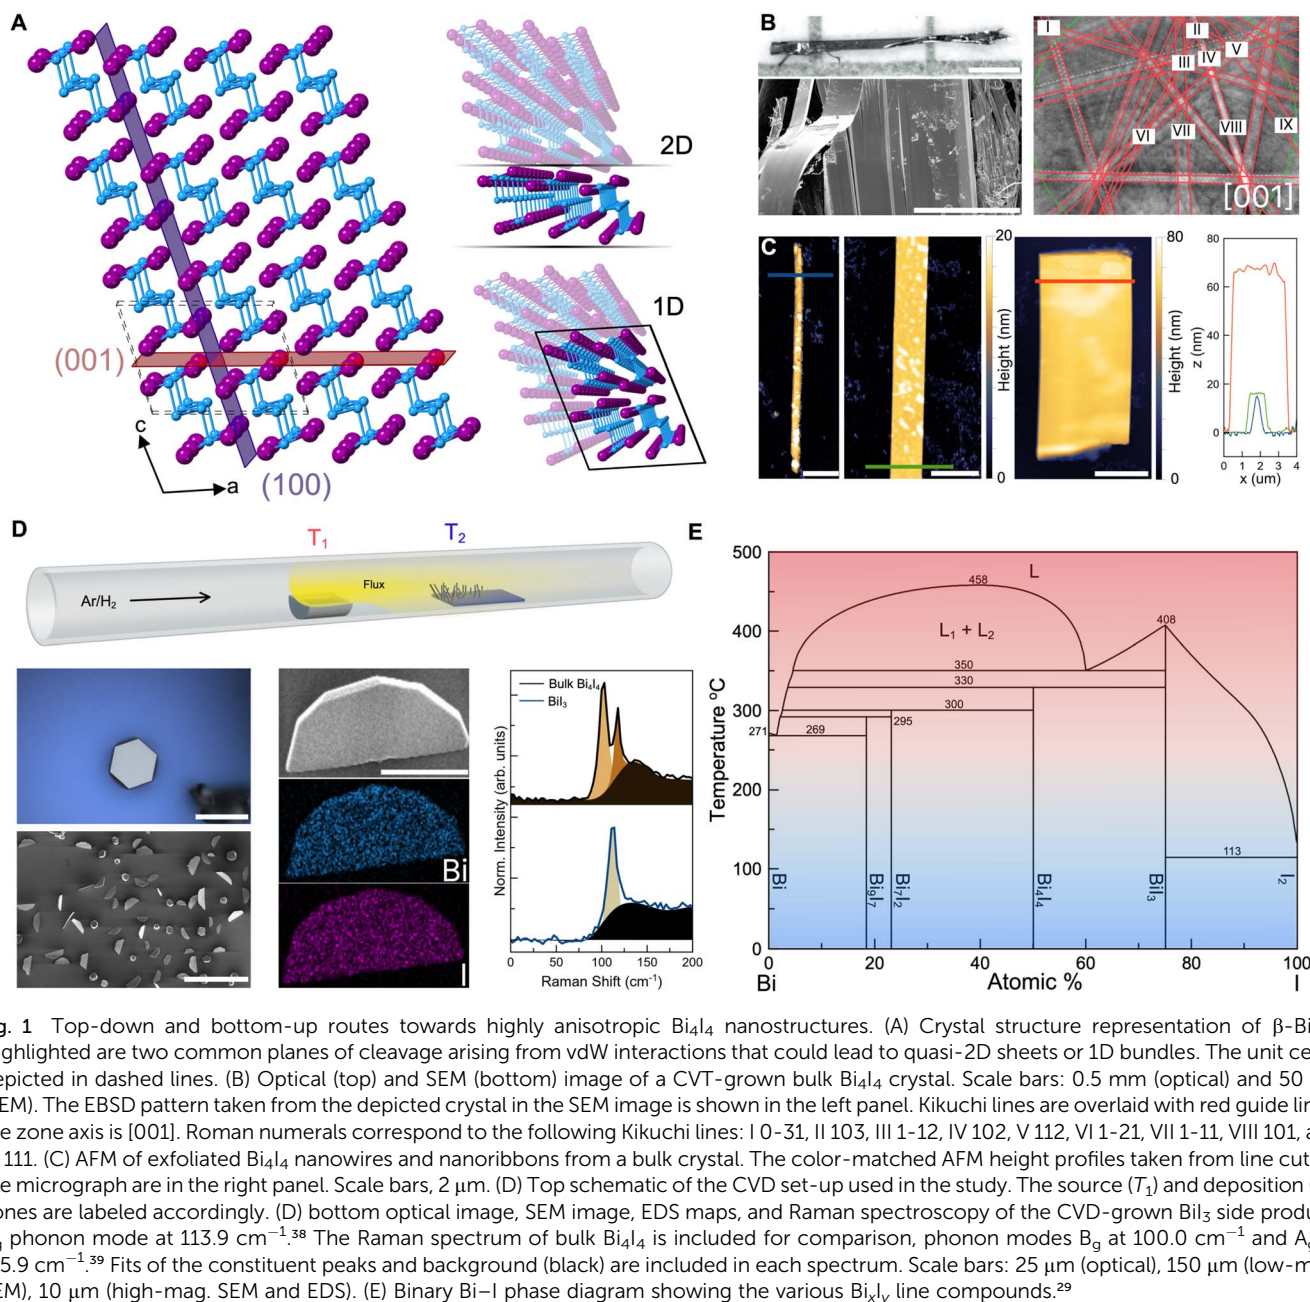 A
2D
1D
(001)
(100)
c
a
B
I
II
III
IV
V
VI
VII
VIII
IX
[001]
C
20
Height (nm)
0
80
Height (nm)
0
80
60
40
20
0
z (nm)
0 1 2 3 4
x (um)
D
T1
T2
Ar/H2
Flux
Bi
I
Bulk Bi4I4
BiI3
Norm. Intensity (arb. units)
0 50 100 150 200
Raman Shift (cm-1)
E
500
400
300
200
100
0
Temperature ºC
L
458
L1 + L2
408
350
330
300
295
271
269
113
Bi
Bi9I7
Bi7I2
Bi4I4
BiI3
I2
0 20 40 60 80 100
Bi Atomic % I
g. 1 Top-down and bottom-up routes towards highly anisotropic Bi4I4 nanostructures. (A) Crystal structure representation of β-Bi
ighlighted are two common planes of cleavage arising from vdW interactions that could lead to quasi-2D sheets or 1D bundles. The unit ce
epicted in dashed lines. (B) Optical (top) and SEM (bottom) image of a CVT-grown bulk Bi4I4 crystal. Scale bars: 0.5 mm (optical) and 50
EM). The EBSD pattern taken from the depicted crystal in the SEM image is shown in the left panel. Kikuchi lines are overlaid with red guide lin
e zone axis is [001]. Roman numerals correspond to the following Kikuchi lines: I 0-31, II 103, III 1-12, IV 102, V 112, VI 1-21, VII 1-11, VIII 101, a
111. (C) AFM of exfoliated Bi4I4 nanowires and nanoribbons from a bulk crystal. The color-matched AFM height profiles taken from line cut
e micrograph are in the right panel. Scale bars, 2 μm. (D) Top schematic of the CVD set-up used in the study. The source (T1) and deposition (
ones are labeled accordingly. (D) bottom optical image, SEM image, EDS maps, and Raman spectroscopy of the CVD-grown BiI3 side produ
g phonon mode at 113.9 cm−1.38 The Raman spectrum of bulk Bi4I4 is included for comparison, phonon modes Bg at 100.0 cm−1 and Ag
5.9 cm−1.39 Fits of the constituent peaks and background (black) are included in each spectrum. Scale bars: 25 μm (optical), 150 μm (low-m
EM), 10 μm (high-mag. SEM and EDS). (E) Binary Bi–I phase diagram showing the various BixIy line compounds.29